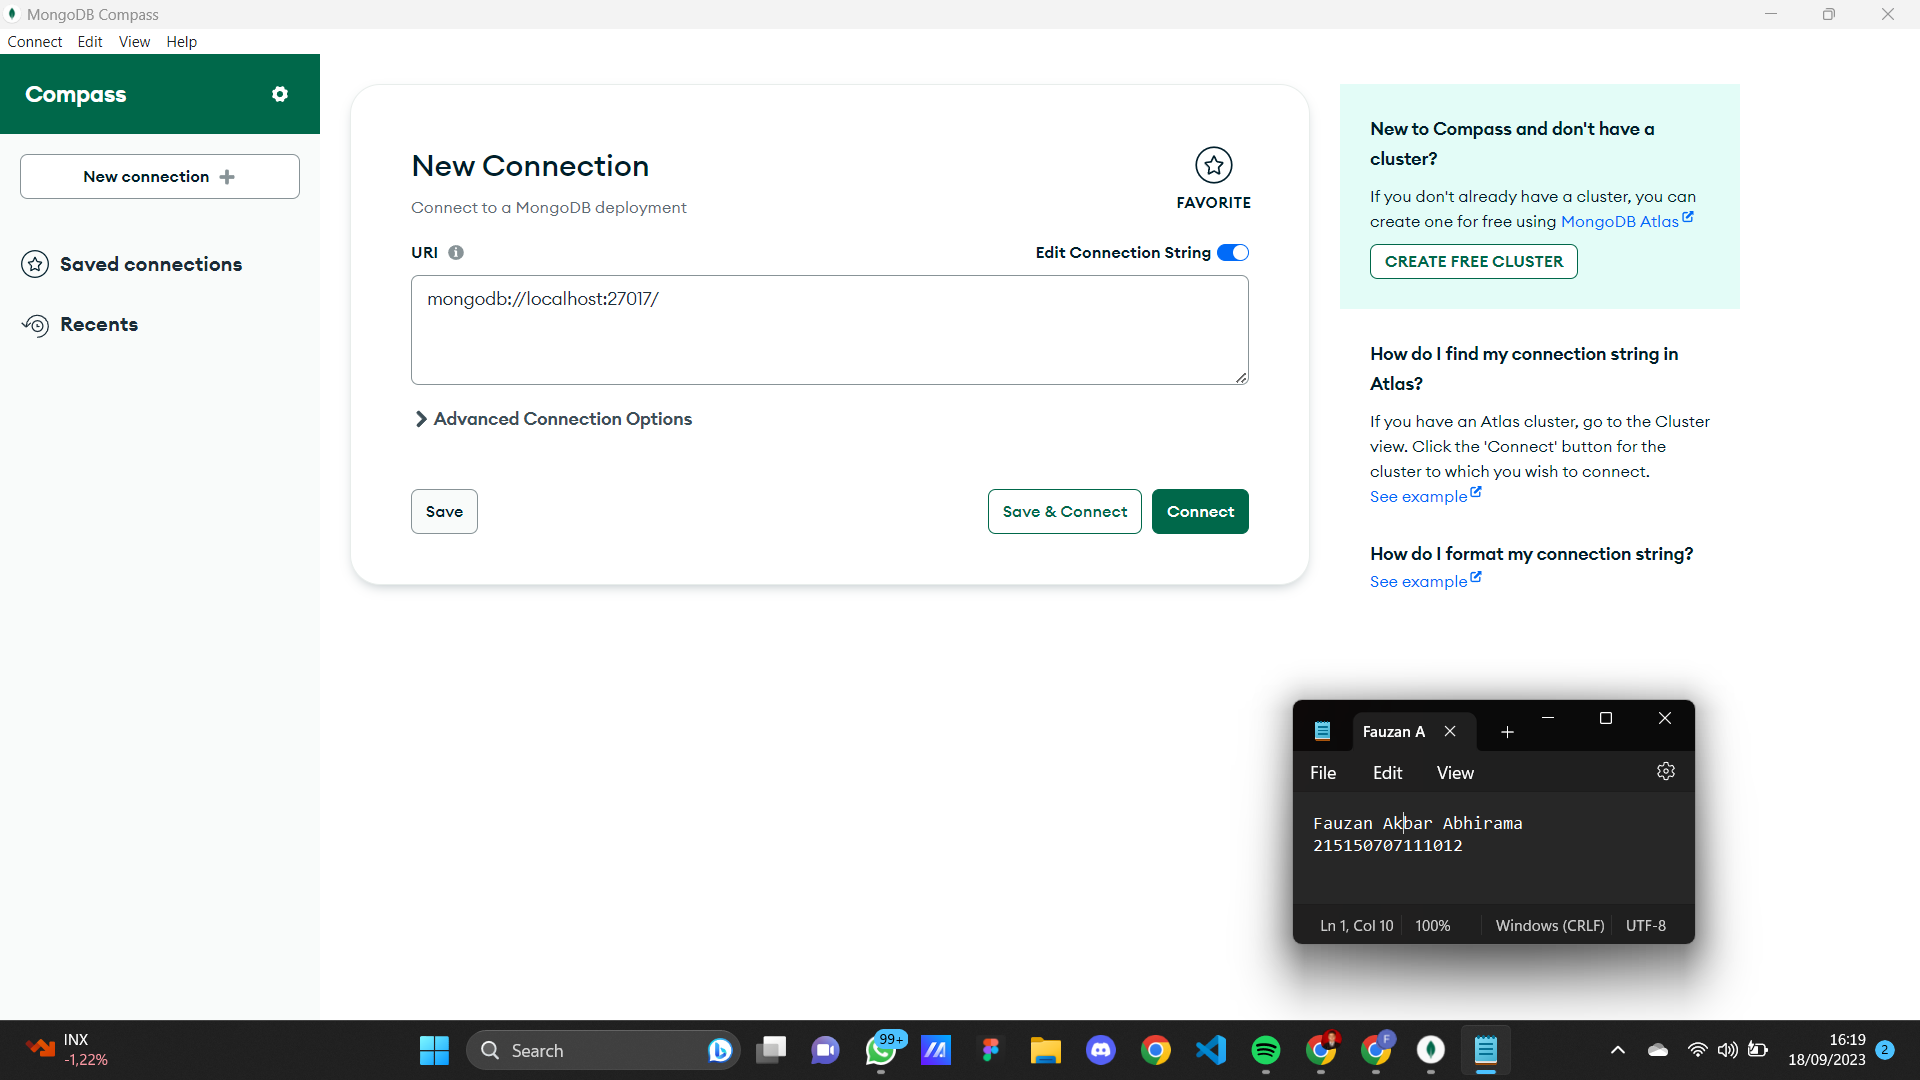 MongoDB Compass
Connect Edit View Help
Compass
New connection
Saved connections
Recents
New Connection
Connect to a MongoDB deployment
FAVORITE
URI
Edit Connection String
mongodb://localhost:27017/
Advanced Connection Options
Save
Save & Connect
Connect
New to Compass and don't have a
cluster?
If you don't already have a cluster, you can
create one for free using MongoDB Atlas
CREATE FREE CLUSTER
How do I find my connection string in
Atlas?
If you have an Atlas cluster, go to the Cluster
view. Click the 'Connect' button for the
cluster to which you wish to connect.
See example
How do I format my connection string?
See example
Fauzan A
File Edit View
Fauzan Akbar Abhirama
215150707111012
Ln 1, Col 10 100% Windows (CRLF) UTF-8
INX
-1,22%
Search
99+
F
16:19
18/09/2023
2